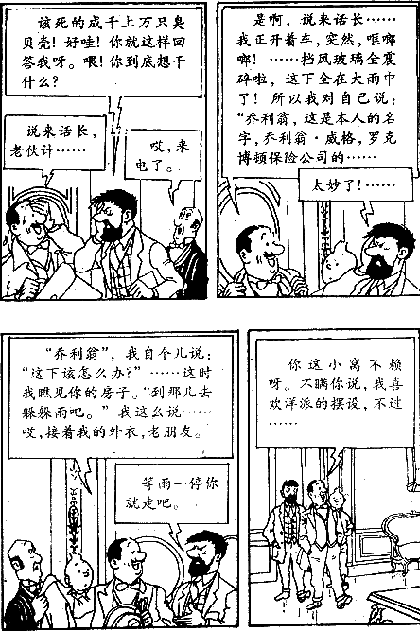 该死的成千上万只臭
贝壳！好哇！你就这样回
答我呀。喂！你到底想干
什么？
说来话长，
老伙计……
哎，来
电了。
是啊，说来话长……
我正开着车，突然，哐啷
啷！……挡风玻璃全震
碎啦，这下全在大雨中
了！所以我对自己说：
“乔利翁，这是本人的名
字，乔利翁·威格，罗克
博顿保险公司的……
太妙了！……
“乔利翁”，我自个儿说：
“这下该怎么办？”……这时
我瞧见你的房子。“到那儿去
躲躲雨吧。”我这么说……
哎，接着我的外衣，老朋友。
等雨一停你
就走吧。
你这小窝不赖
呀。不瞒你说，我喜
欢洋派的摆设，不过
……